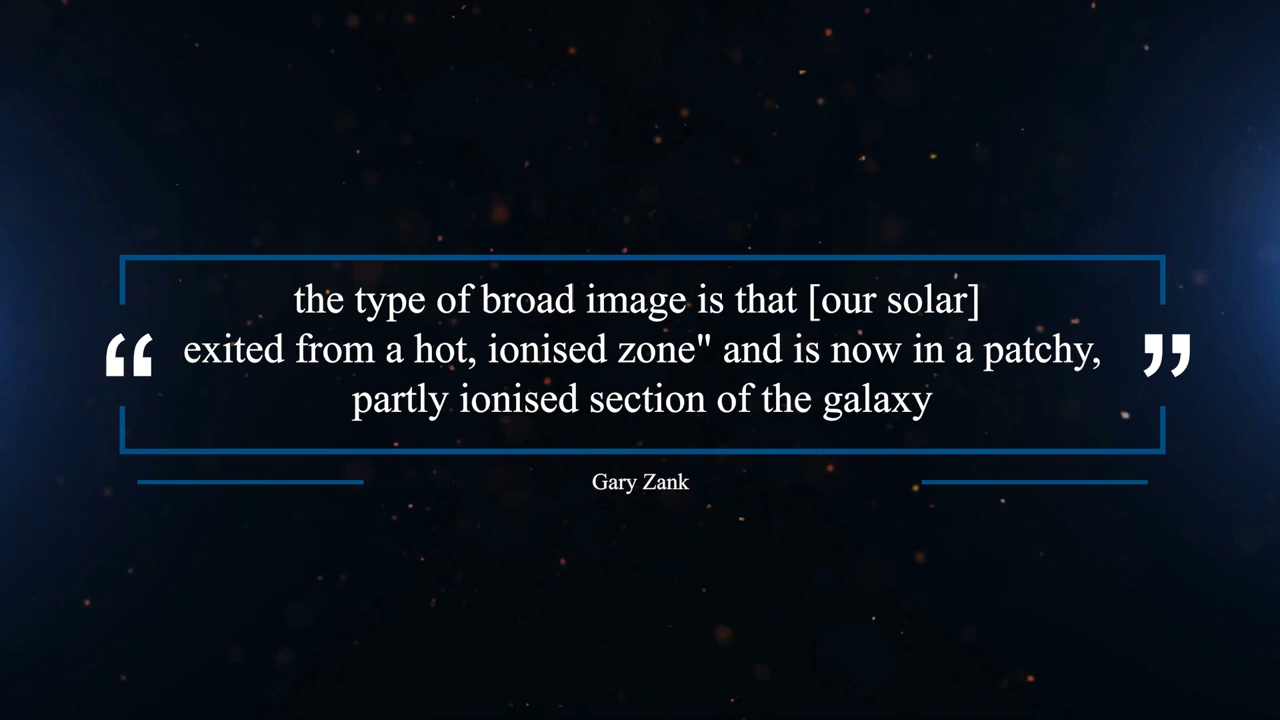 the type of broad image is that [our solar]
“ exited from a hot, ionised zone" and is now in a patchy, ”
partly ionised section of the galaxy
Gary Zank